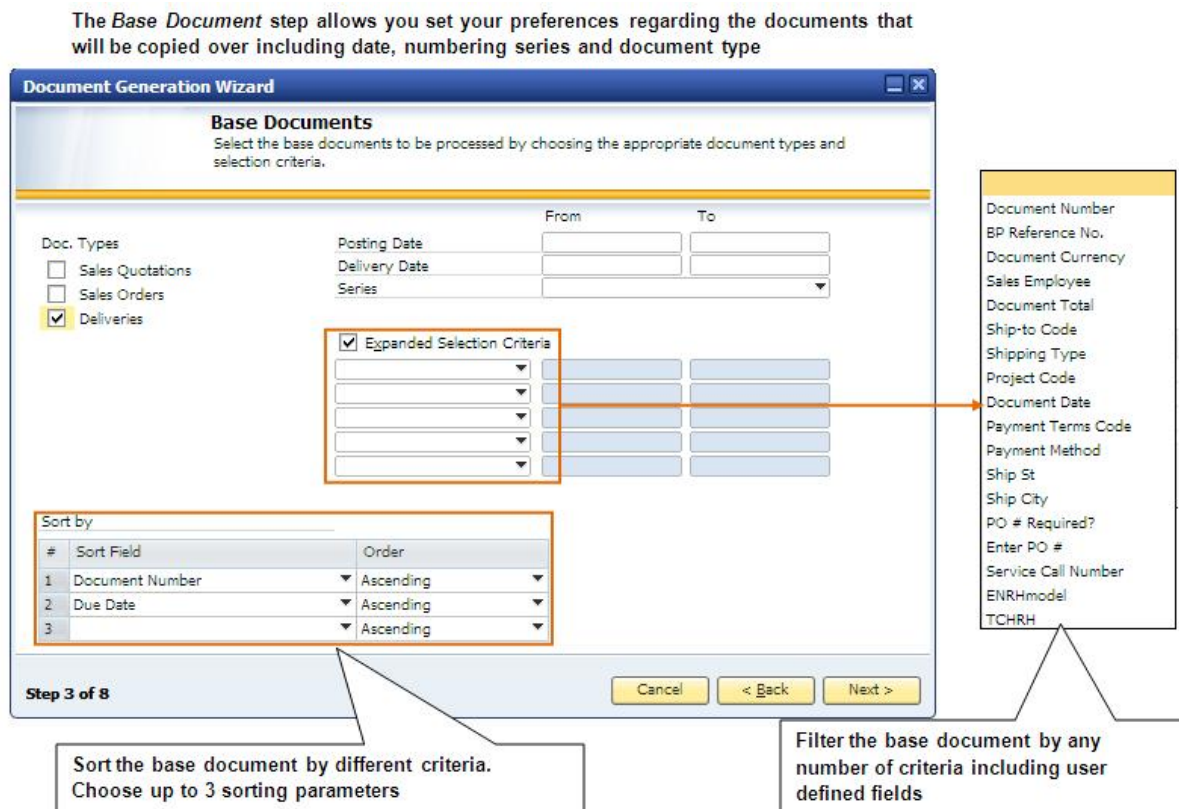 The Base Document step allows you set your preferences regarding the documents that
will be copied over including date, numbering series and document type
Document Generation Wizard
Base Documents
Select the base documents to be processed by choosing the appropriate document types and
selection criteria.
From To
Doc. Types
Sales Quotations
Sales Orders
Deliveries
Posting Date
Delivery Date
Series
Expanded Selection Criteria
Sort by
# Sort Field Order
1 Document Number Ascending
2 Due Date Ascending
3 Ascending
Step 3 of 8
Cancel < Back Next >
Document Number
BP Reference No.
Document Currency
Sales Employee
Document Total
Ship-to Code
Shipping Type
Project Code
Document Date
Payment Terms Code
Payment Method
Ship St
Ship City
PO # Required?
Enter PO #
Service Call Number
ENRHmodel
TCHRH
Sort the base document by different criteria.
Choose up to 3 sorting parameters
Filter the base document by any
number of criteria including user
defined fields